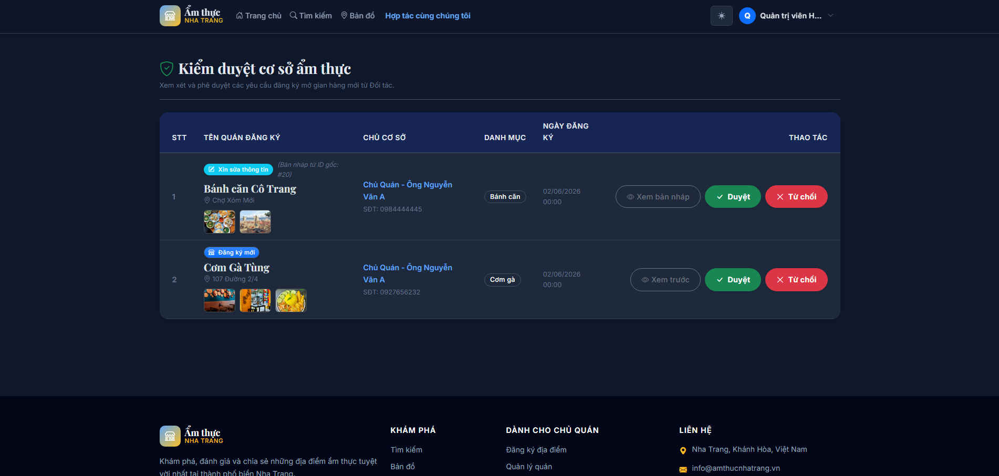 Ẩm thực
NHA TRANG
Trang chủ
Tìm kiếm
Bản đồ
Hợp tác cùng chúng tôi
Q
Quản trị viên H...
Kiểm duyệt cơ sở ẩm thực
Xem xét và phê duyệt các yêu cầu đăng ký mở gian hàng mới từ Đối tác.
STT
TÊN QUÁN ĐĂNG KÝ
CHỦ CƠ SỞ
DANH MỤC
NGÀY ĐĂNG
KÝ
THAO TÁC
1
Xin sửa thông tin
(Bản nháp từ ID gốc:
#20)
Bánh căn Cô Trang
Chợ Xóm Mới
Chủ Quán - Ông Nguyễn
Văn A
SĐT: 0984444445
Bánh căn
02/06/2026
00:00
Xem bản nháp
Duyệt
Từ chối
2
Đăng ký mới
Cơm Gà Tùng
107 Đường 2/4
Chủ Quán - Ông Nguyễn
Văn A
SĐT: 0927656232
Cơm gà
02/06/2026
00:00
Xem trước
Duyệt
Từ chối
Ẩm thực
NHA TRANG
Khám phá, đánh giá và chia sẻ những địa điểm ẩm thực tuyệt
vời nhất tại thành phố biển Nha Trang.
KHÁM PHÁ
Tìm kiếm
Bản đồ
DÀNH CHO CHỦ QUÁN
Đăng ký địa điểm
Quản lý quán
LIÊN HỆ
Nha Trang, Khánh Hòa, Việt Nam
info@amthucnhatrang.vn